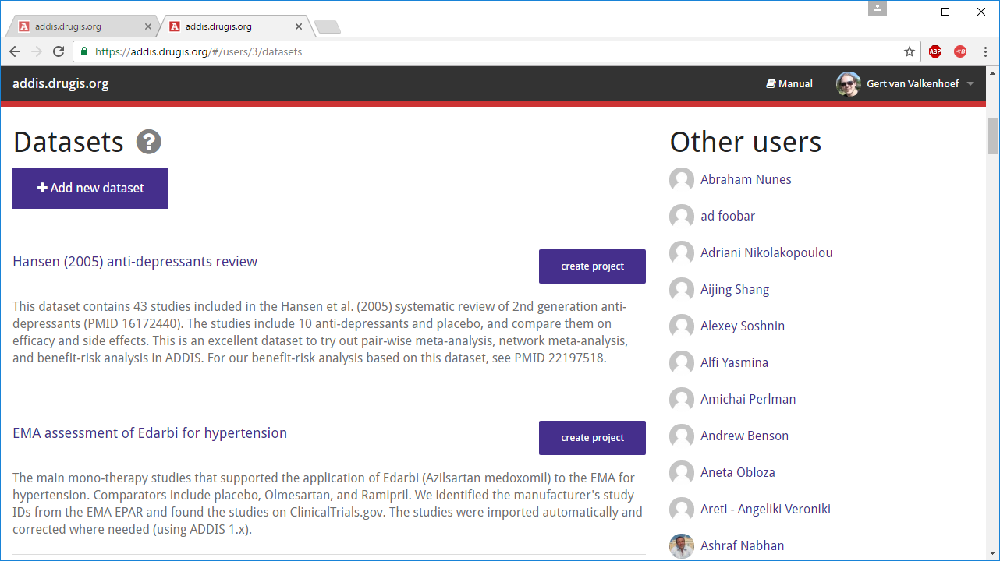 addis.drugis.org
addis.drugis.org
https://addis.drugis.org/#/users/3/datasets
ABP
addis.drugis.org
Manual
Gert van Valkenhoef
Datasets ?
+ Add new dataset
Hansen (2005) anti-depressants review
create project
This dataset contains 43 studies included in the Hansen et al. (2005) systematic review of 2nd generation anti-
depressants (PMID 16172440). The studies include 10 anti-depressants and placebo, and compare them on
efficacy and side effects. This is an excellent dataset to try out pair-wise meta-analysis, network meta-analysis,
and benefit-risk analysis in ADDIS. For our benefit-risk analysis based on this dataset, see PMID 22197518.
EMA assessment of Edarbi for hypertension
create project
The main mono-therapy studies that supported the application of Edarbi (Azilsartan medoxomil) to the EMA for
hypertension. Comparators include placebo, Olmesartan, and Ramipril. We identified the manufacturer's study
IDs from the EMA EPAR and found the studies on ClinicalTrials.gov. The studies were imported automatically and
corrected where needed (using ADDIS 1.x).
Other users
Abraham Nunes
ad foobar
Adriani Nikolakopoulou
Aijing Shang
Alexey Soshnin
Alfi Yasmina
Amichai Perlman
Andrew Benson
Aneta Obloza
Areti - Angeliki Veroniki
Ashraf Nabhan